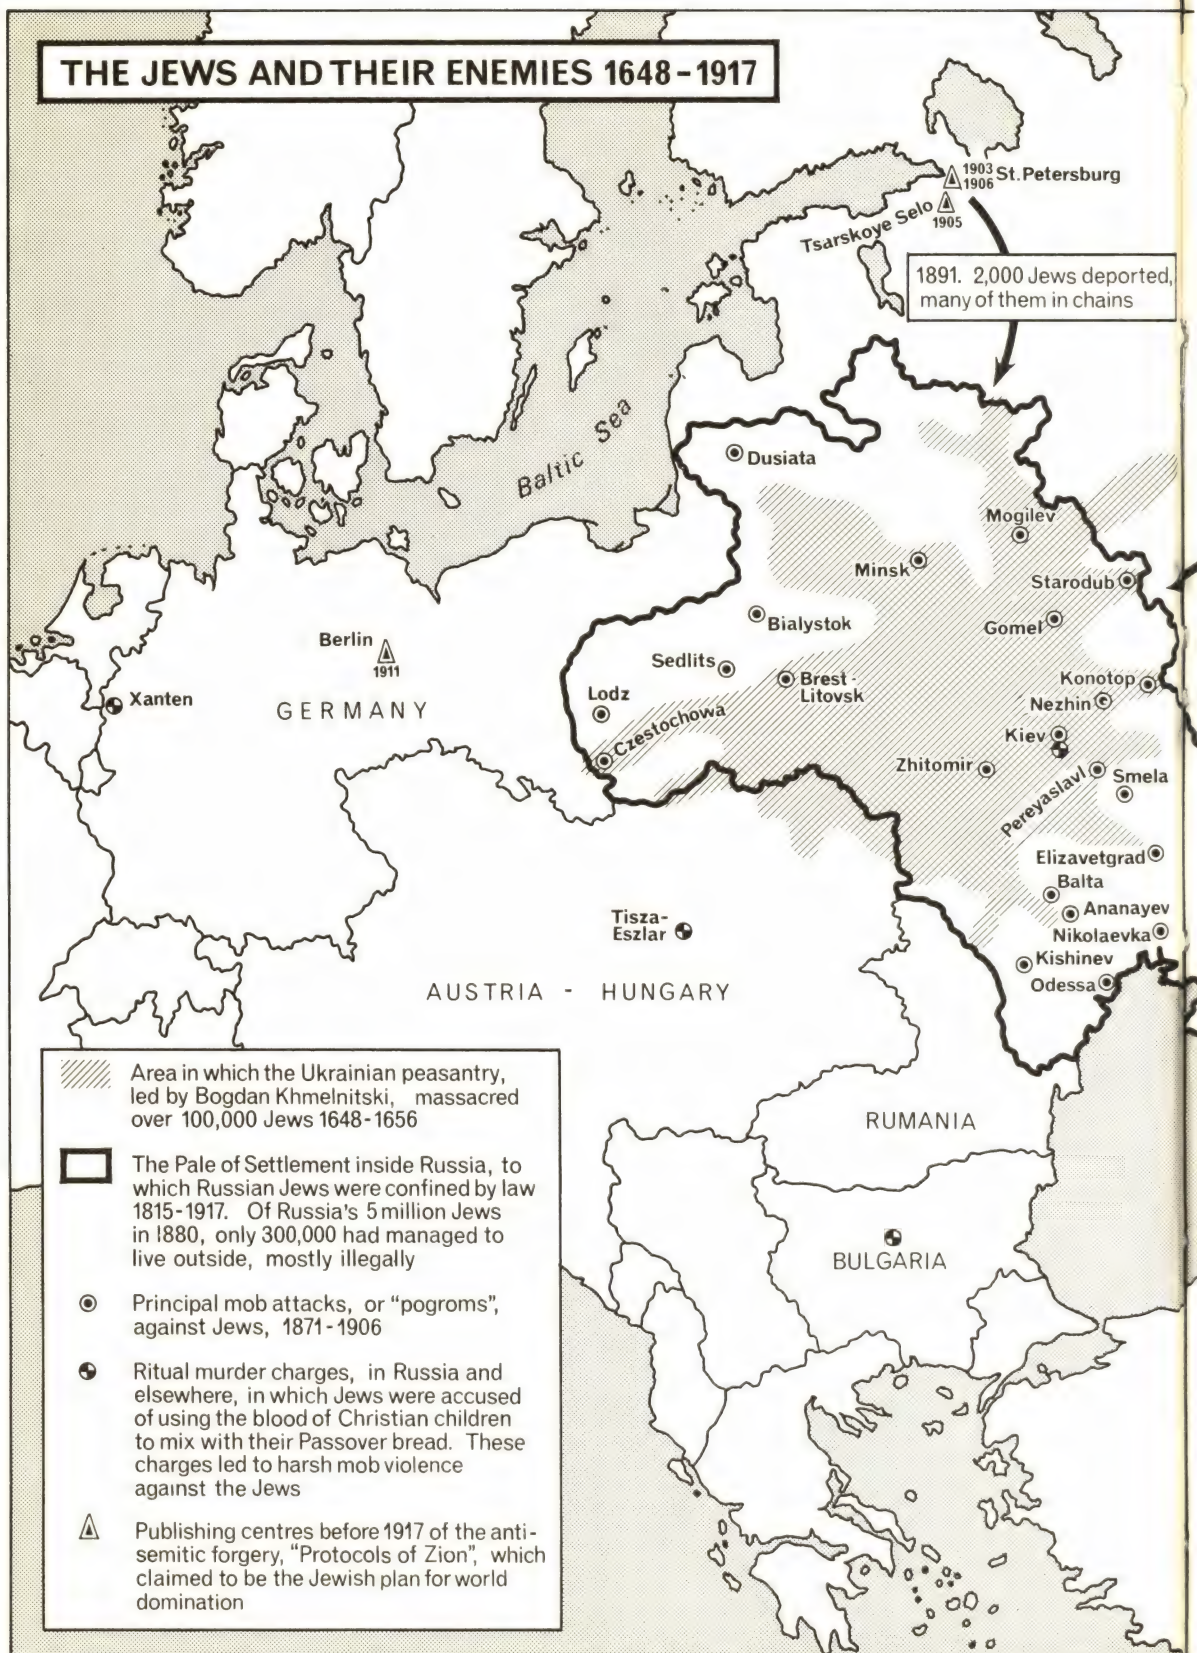 THE JEWS AND THEIR ENEMIES 1648-1917
1903
1906
St. Petersburg
Tsarskoye Selo
1905
1891. 2,000 Jews deported,
many of them in chains
Baltic Sea
Dusiata
Mogilev
Minsk
Starodub
Bialystok
Gomel
Berlin
1911
Sedlits
Brest-
Litovsk
Konotop
Xanten
Lodz
Nezhin
GERMANY
Czestochowa
Kiev
Zhitomir
Pereyaslavl
Smela
Elizavetgrad
Balta
Tisza-
Eszlar
Ananayev
Nikolaevka
Kishinev
Odessa
AUSTRIA - HUNGARY
RUMANIA
BULGARIA
Area in which the Ukrainian peasantry,
led by Bogdan Khmelnitski, massacred
over 100,000 Jews 1648-1656
The Pale of Settlement inside Russia, to
which Russian Jews were confined by law
1815-1917. Of Russia's 5 million Jews
in 1880, only 300,000 had managed to
live outside, mostly illegally
Principal mob attacks, or "pogroms",
against Jews, 1871-1906
Ritual murder charges, in Russia and
elsewhere, in which Jews were accused
of using the blood of Christian children
to mix with their Passover bread. These
charges led to harsh mob violence
against the Jews
Publishing centres before 1917 of the anti-
semitic forgery, "Protocols of Zion", which
claimed to be the Jewish plan for world
domination